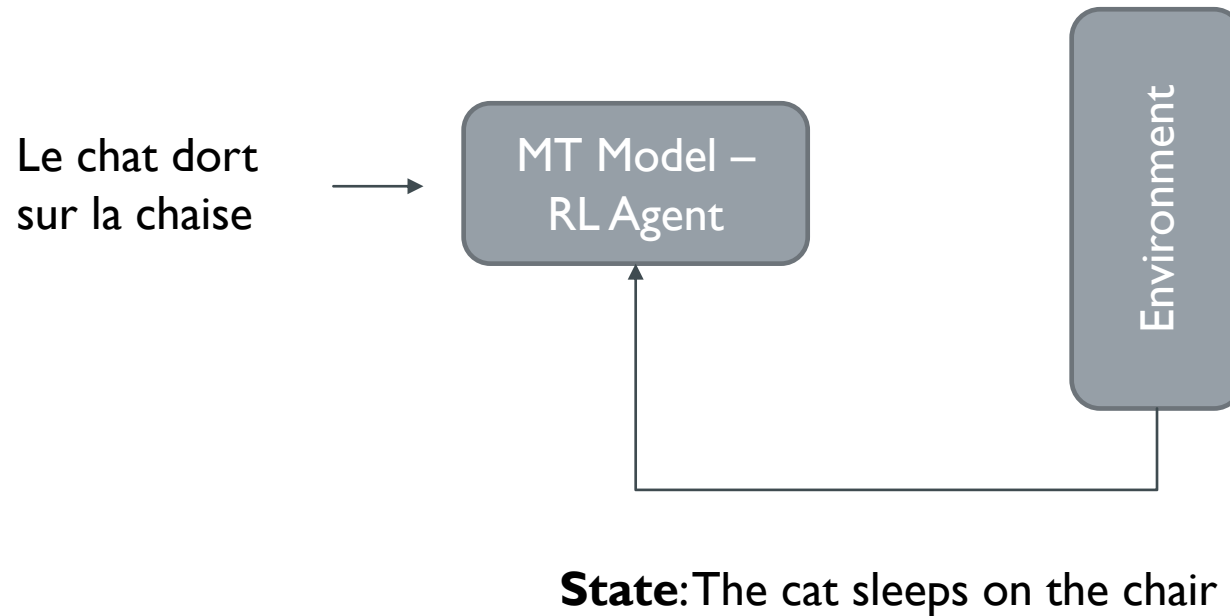 Le chat dort
sur la chaise
MT Model –
RL Agent
Environment
State: The cat sleeps on the chair